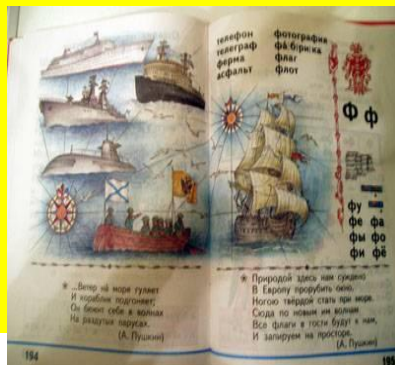 * ...Ветер на море гуляет
И кораблик подгоняет;
Он бежит себе в волнах
На раздутых парусах.
(А. Пушкин)
194
телефон фотография
телеграф фабрика
ферма флаг
асфальт флот
Ф ф
фу
фе фа
фы фо
фи фё
* Природой здесь нам суждено
В Европу прорубить окно,
Ногою твёрдой стать при море.
Сюда по новым им волнам
Все флаги в гости будут к нам,
И запируем на просторе.
(А. Пушкин)
195